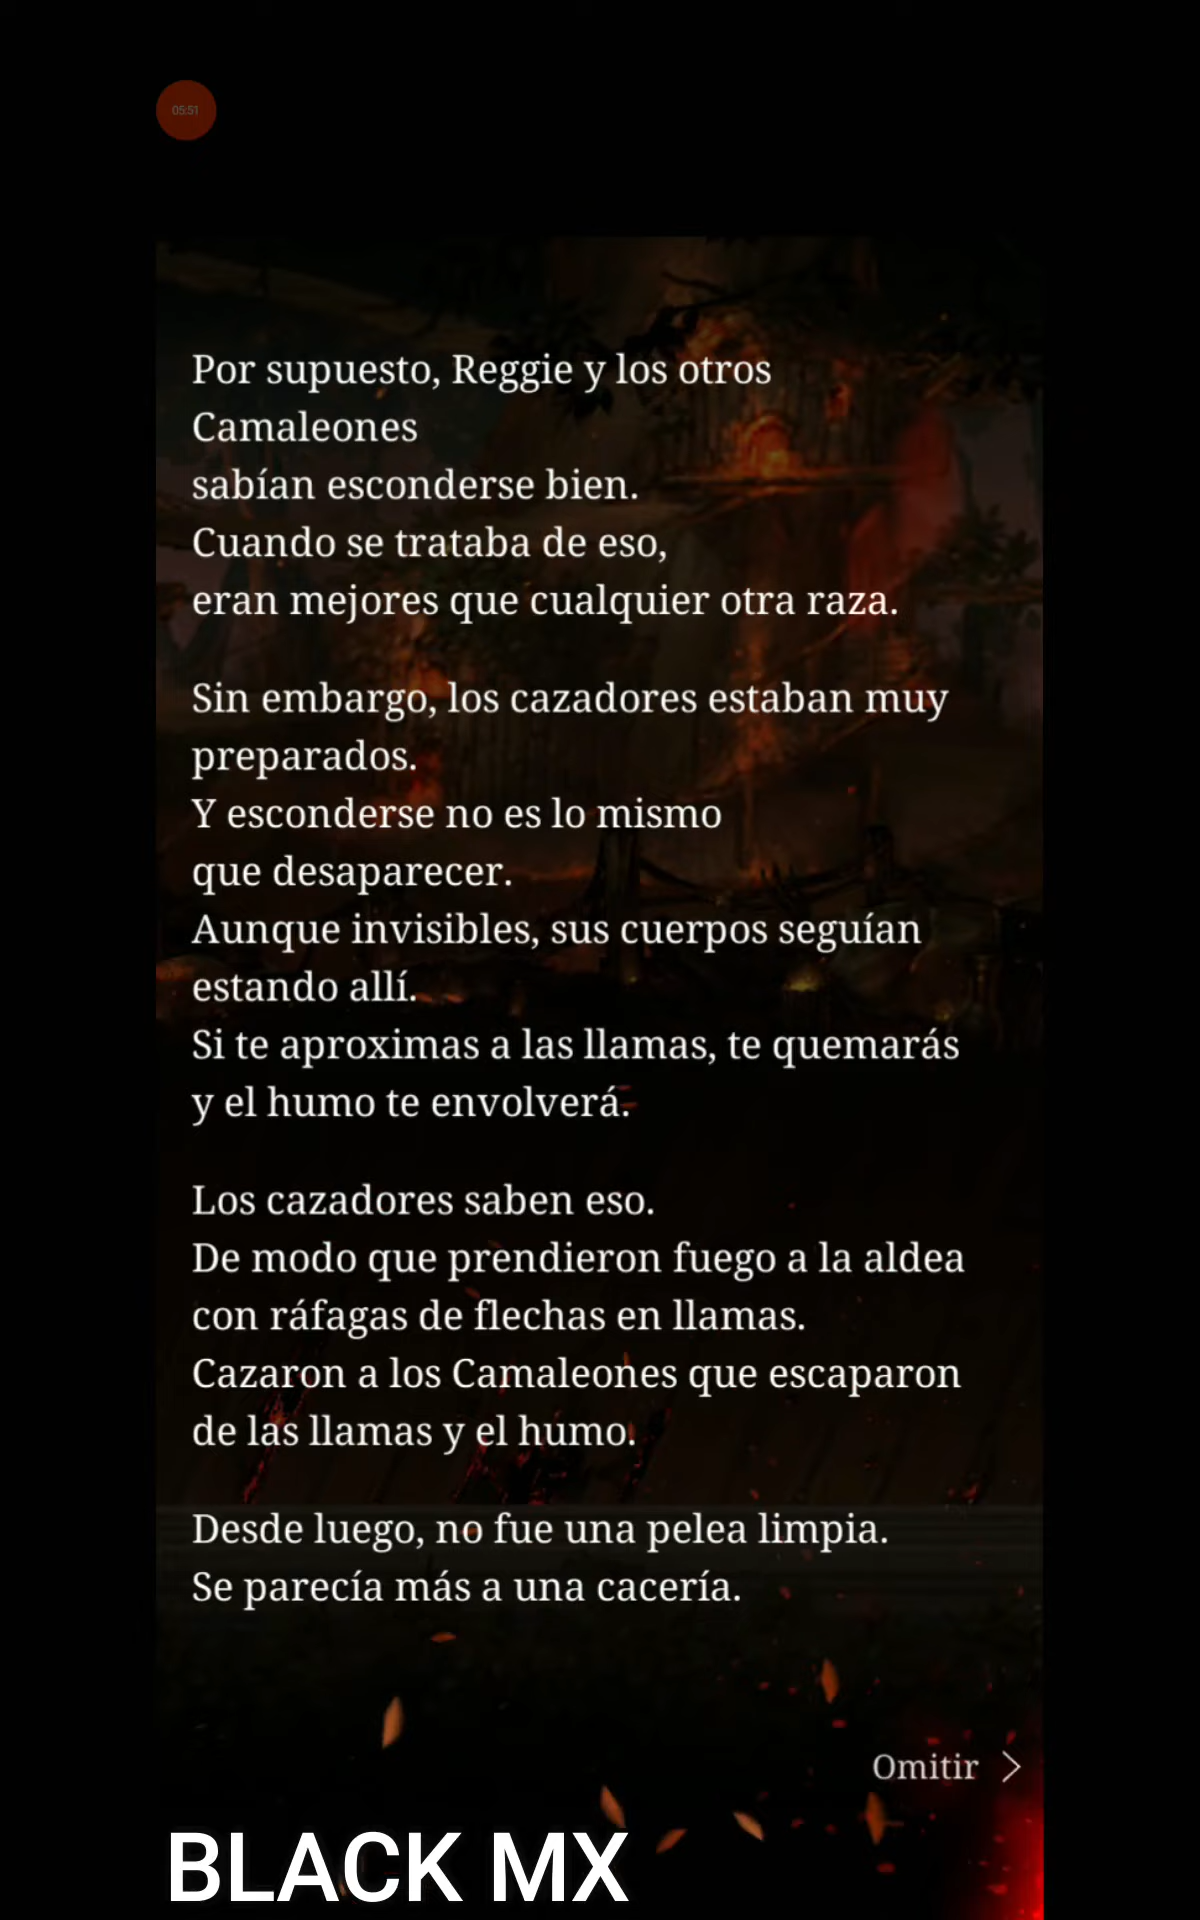 05:51
Por supuesto, Reggie y los otros
Camaleones
sabían esconderse bien.
Cuando se trataba de eso,
eran mejores que cualquier otra raza.
Sin embargo, los cazadores estaban muy
preparados.
Y esconderse no es lo mismo
que desaparecer.
Aunque invisibles, sus cuerpos seguían
estando allí.
Si te aproximas a las llamas, te quemarás
y el humo te envolverá.
Los cazadores saben eso.
De modo que prendieron fuego a la aldea
con ráfagas de flechas en llamas.
Cazaron a los Camaleones que escaparon
de las llamas y el humo.
Desde luego, no fue una pelea limpia.
Se parecía más a una cacería.
Omitir
BLACK MX